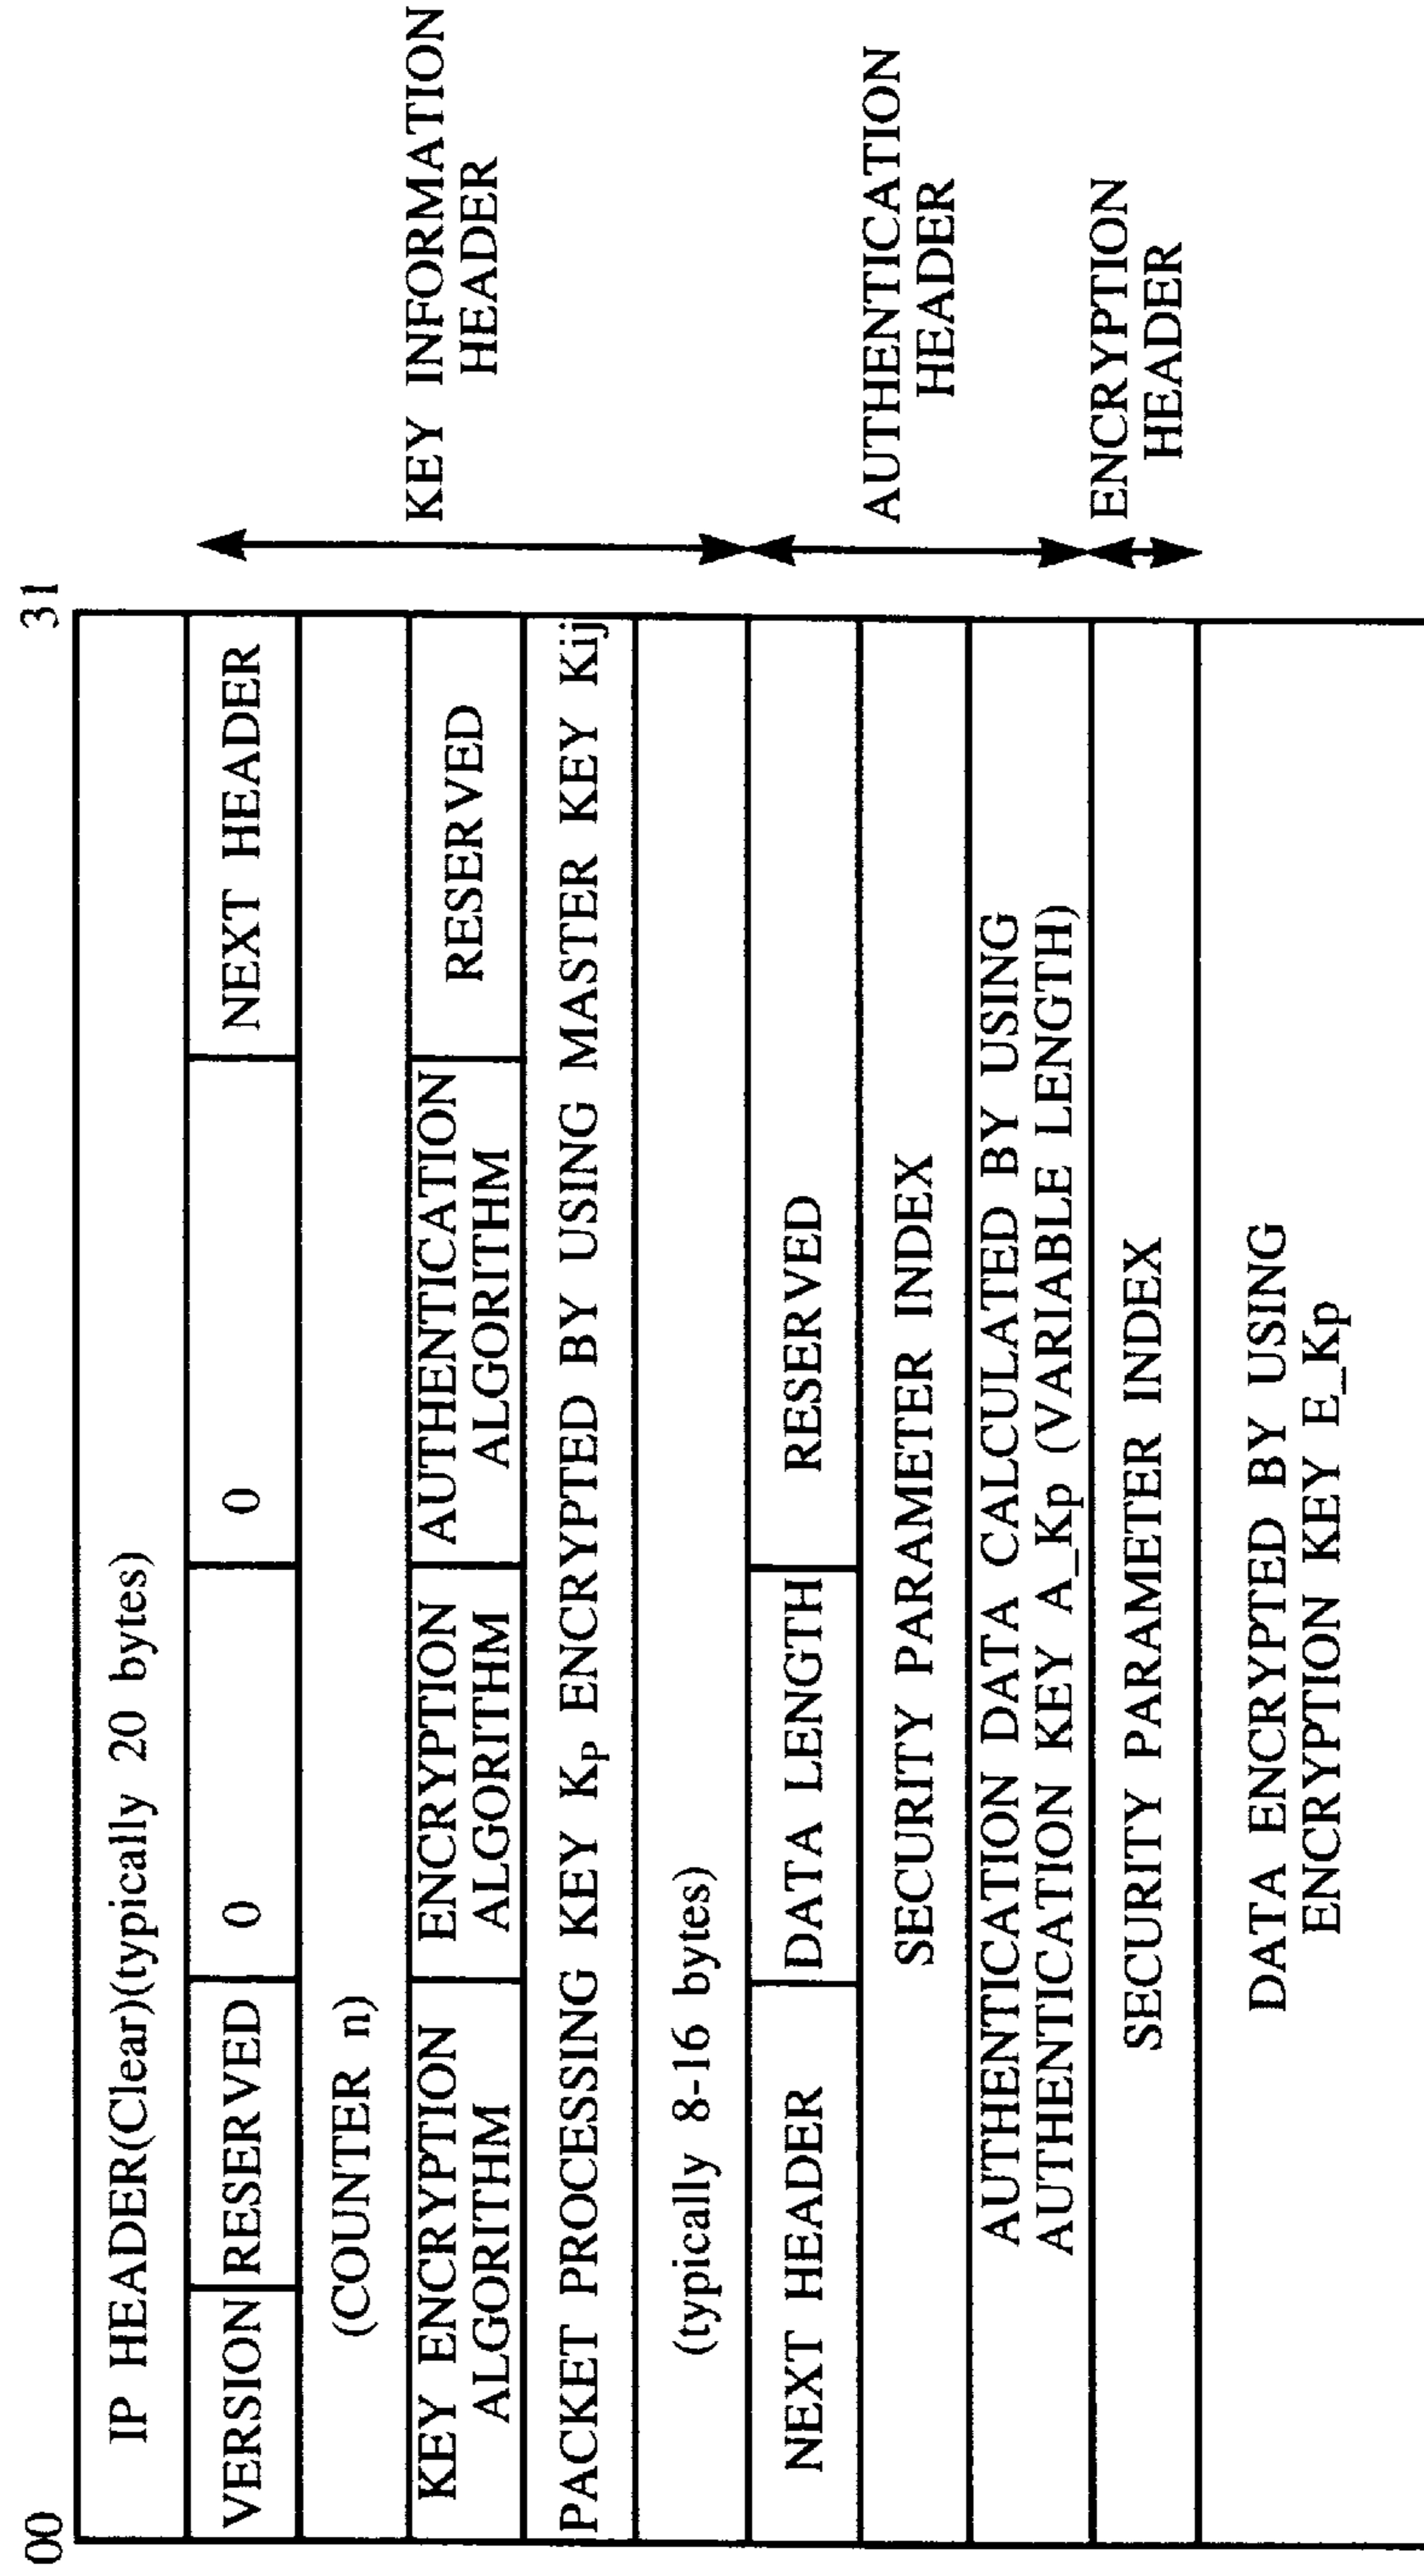 00 31
IP HEADER(Clear)(typically 20 bytes)
VERSION RESERVED 0 0 NEXT HEADER
(COUNTER n)
KEY ENCRYPTION
ALGORITHM
ENCRYPTION
ALGORITHM
AUTHENTICATION
ALGORITHM
RESERVED
PACKET PROCESSING KEY Kp ENCRYPTED BY USING MASTER KEY Kij
(typically 8-16 bytes)
KEY INFORMATION
HEADER
NEXT HEADER DATA LENGTH RESERVED
SECURITY PARAMETER INDEX
AUTHENTICATION DATA CALCULATED BY USING
AUTHENTICATION KEY A_Kp (VARIABLE LENGTH)
AUTHENTICATION
HEADER
SECURITY PARAMETER INDEX
ENCRYPTION
HEADER
DATA ENCRYPTED BY USING
ENCRYPTION KEY E_Kp